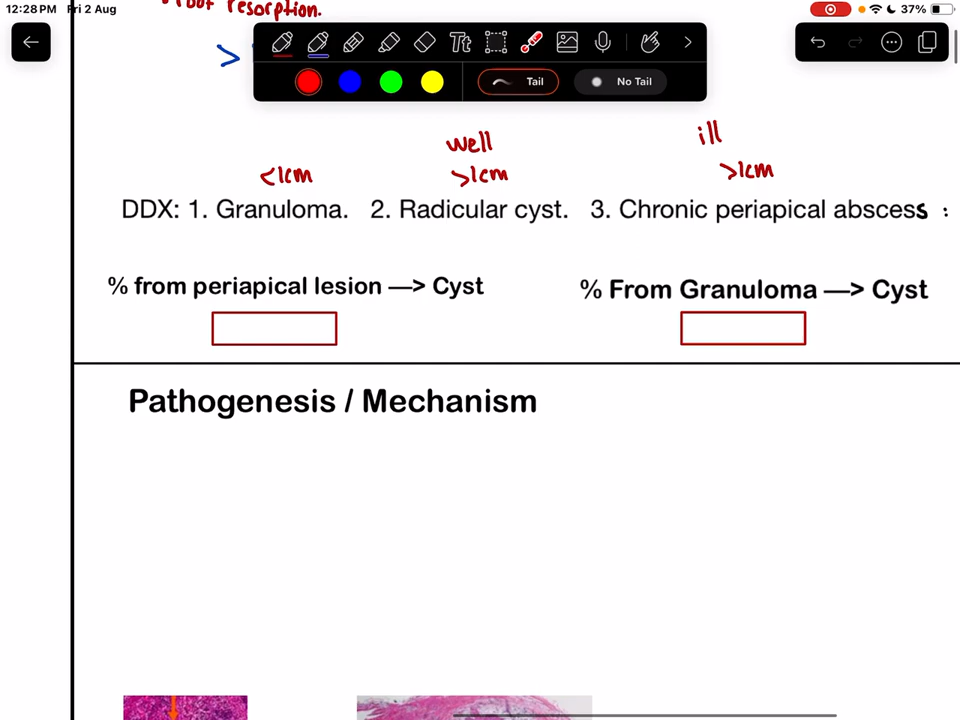 12:28 PM Fri 2 Aug
37%
root resorption.
>
Tt
Tail
No Tail
well
ill
<1cm
>1cm
>1cm
DDX: 1. Granuloma. 2. Radicular cyst. 3. Chronic periapical abscess :
% from periapical lesion —> Cyst
% From Granuloma —> Cyst
Pathogenesis / Mechanism